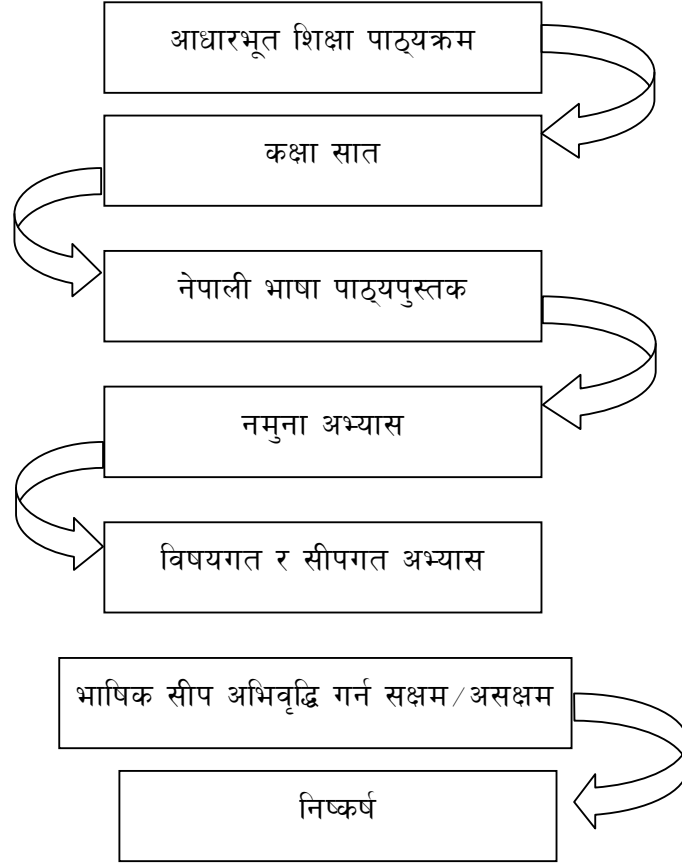 आधारभूत शिक्षा पाठ्यक्रम
कक्षा सात
नेपाली भाषा पाठ्यपुस्तक
नमुना अभ्यास
विषयगत र सीपगत अभ्यास
भाषिक सीप अभिवृद्धि गर्न सक्षम/असक्षम
निष्कर्ष